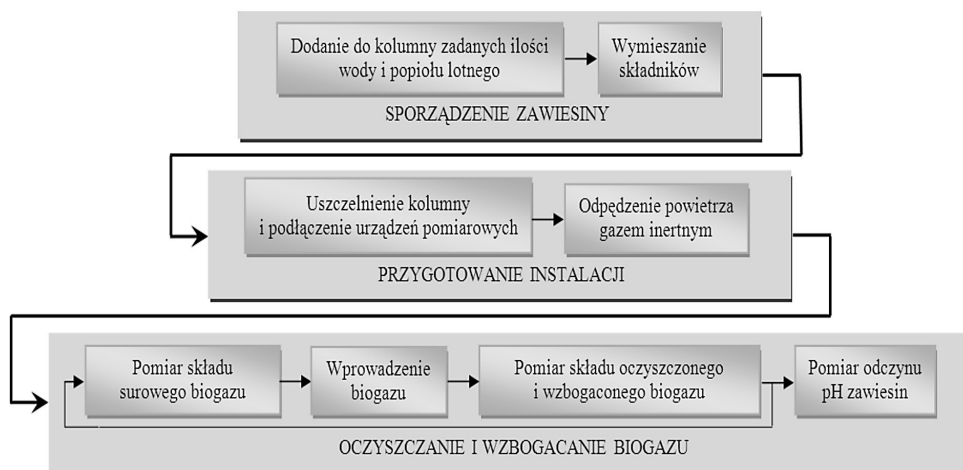 Dodanie do kolumny zadanych ilości
wody i popiołu lotnego
Wymieszanie
składników
SPORZĄDZENIE ZAWIESINY
Uszczelnienie kolumny
i podłączenie urządzeń pomiarowych
Odpędzenie powietrza
gazem inertnym
PRZYGOTOWANIE INSTALACJI
Pomiar składu
surowego biogazu
Wprowadzenie
biogazu
Pomiar składu oczyszczonego
i wzbogaconego biogazu
Pomiar odczynu
pH zawiesin
OCZYSZCZANIE I WZBOGACANIE BIOGAZU